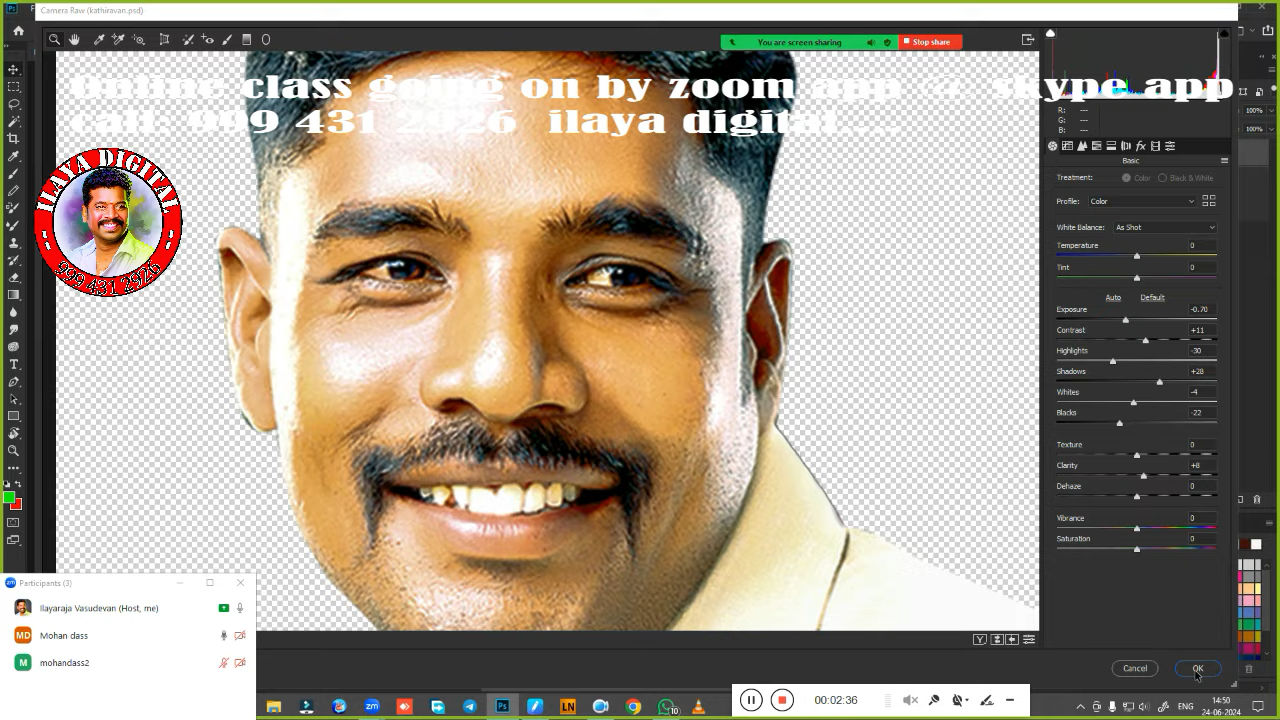 Camera Raw (kathiravan.psd)
You are screen sharing
Stop share
Online class going on by zoom app @ skype app
call: 999 431 2926 ilaya digital
ILAYA DIGITAL
999 431 2926
R: ---
G: ---
B: ---
Basic
Treatment: Color Black & White
Profile: Color
White Balance: As Shot
Temperature 0
Tint 0
Auto Default
Exposure -0.70
Contrast +11
Highlights -30
Shadows +28
Whites -4
Blacks -22
Texture 0
Clarity +8
Dehaze 0
Vibrance 0
Saturation 0
100%
100%
Participants (3)
Ilayaraja Vasudevan (Host, me)
MD Mohan dass
M mohandass2
Cancel OK
00:02:36
ENG
14:50
24-06-2024